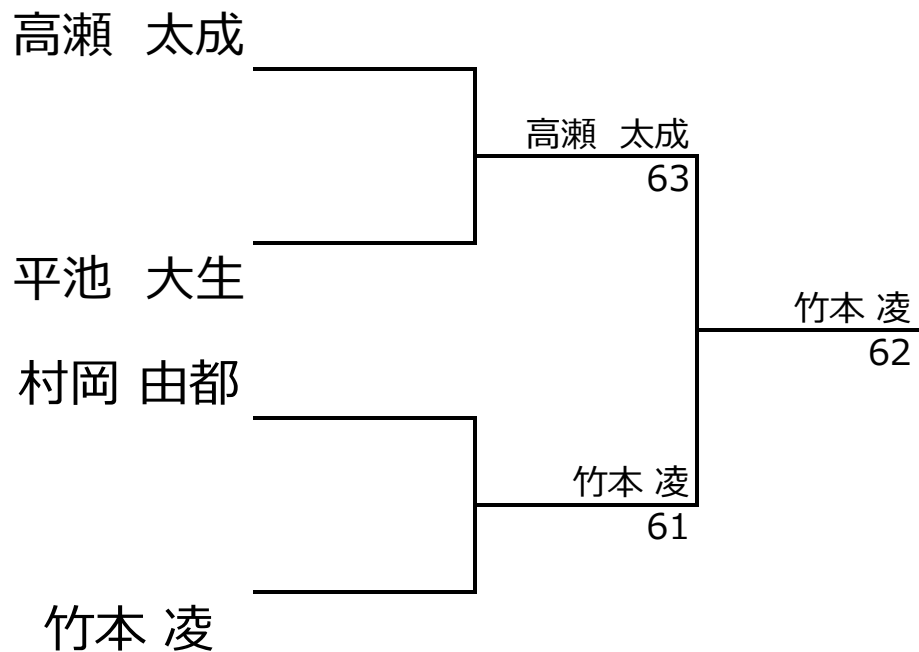 高瀬　太成
高瀬　太成
63
平池　大生
竹本 凌
62
村岡 由都
竹本 凌
61
竹本 凌